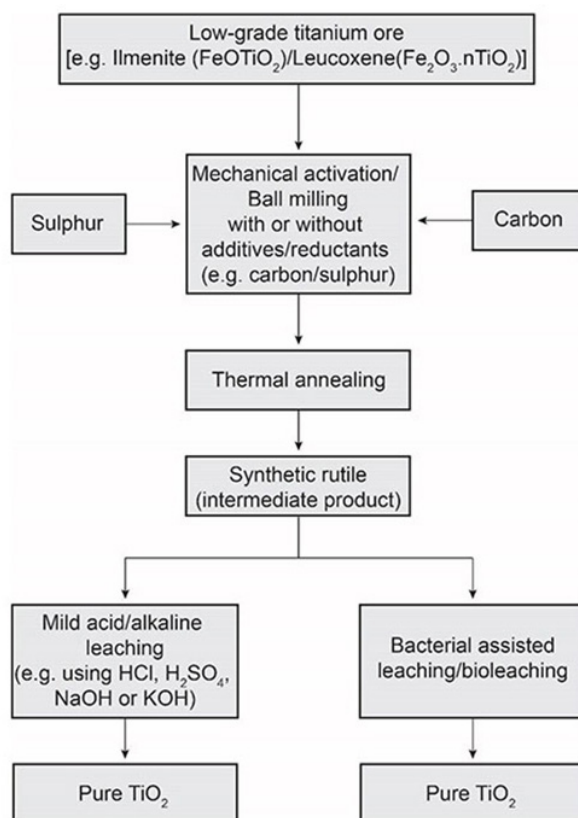 Low-grade titanium ore
[e.g. Ilmenite (FeOTiO₂)/Leucoxene(Fe₂O₃.nTiO₂)]
Mechanical activation/
Ball milling
with or without
additives/reductants
(e.g. carbon/sulphur)
Sulphur
Carbon
Thermal annealing
Synthetic rutile
(intermediate product)
Mild acid/alkaline
leaching
(e.g. using HCl, H₂SO₄,
NaOH or KOH)
Bacterial assisted
leaching/bioleaching
Pure TiO₂
Pure TiO₂